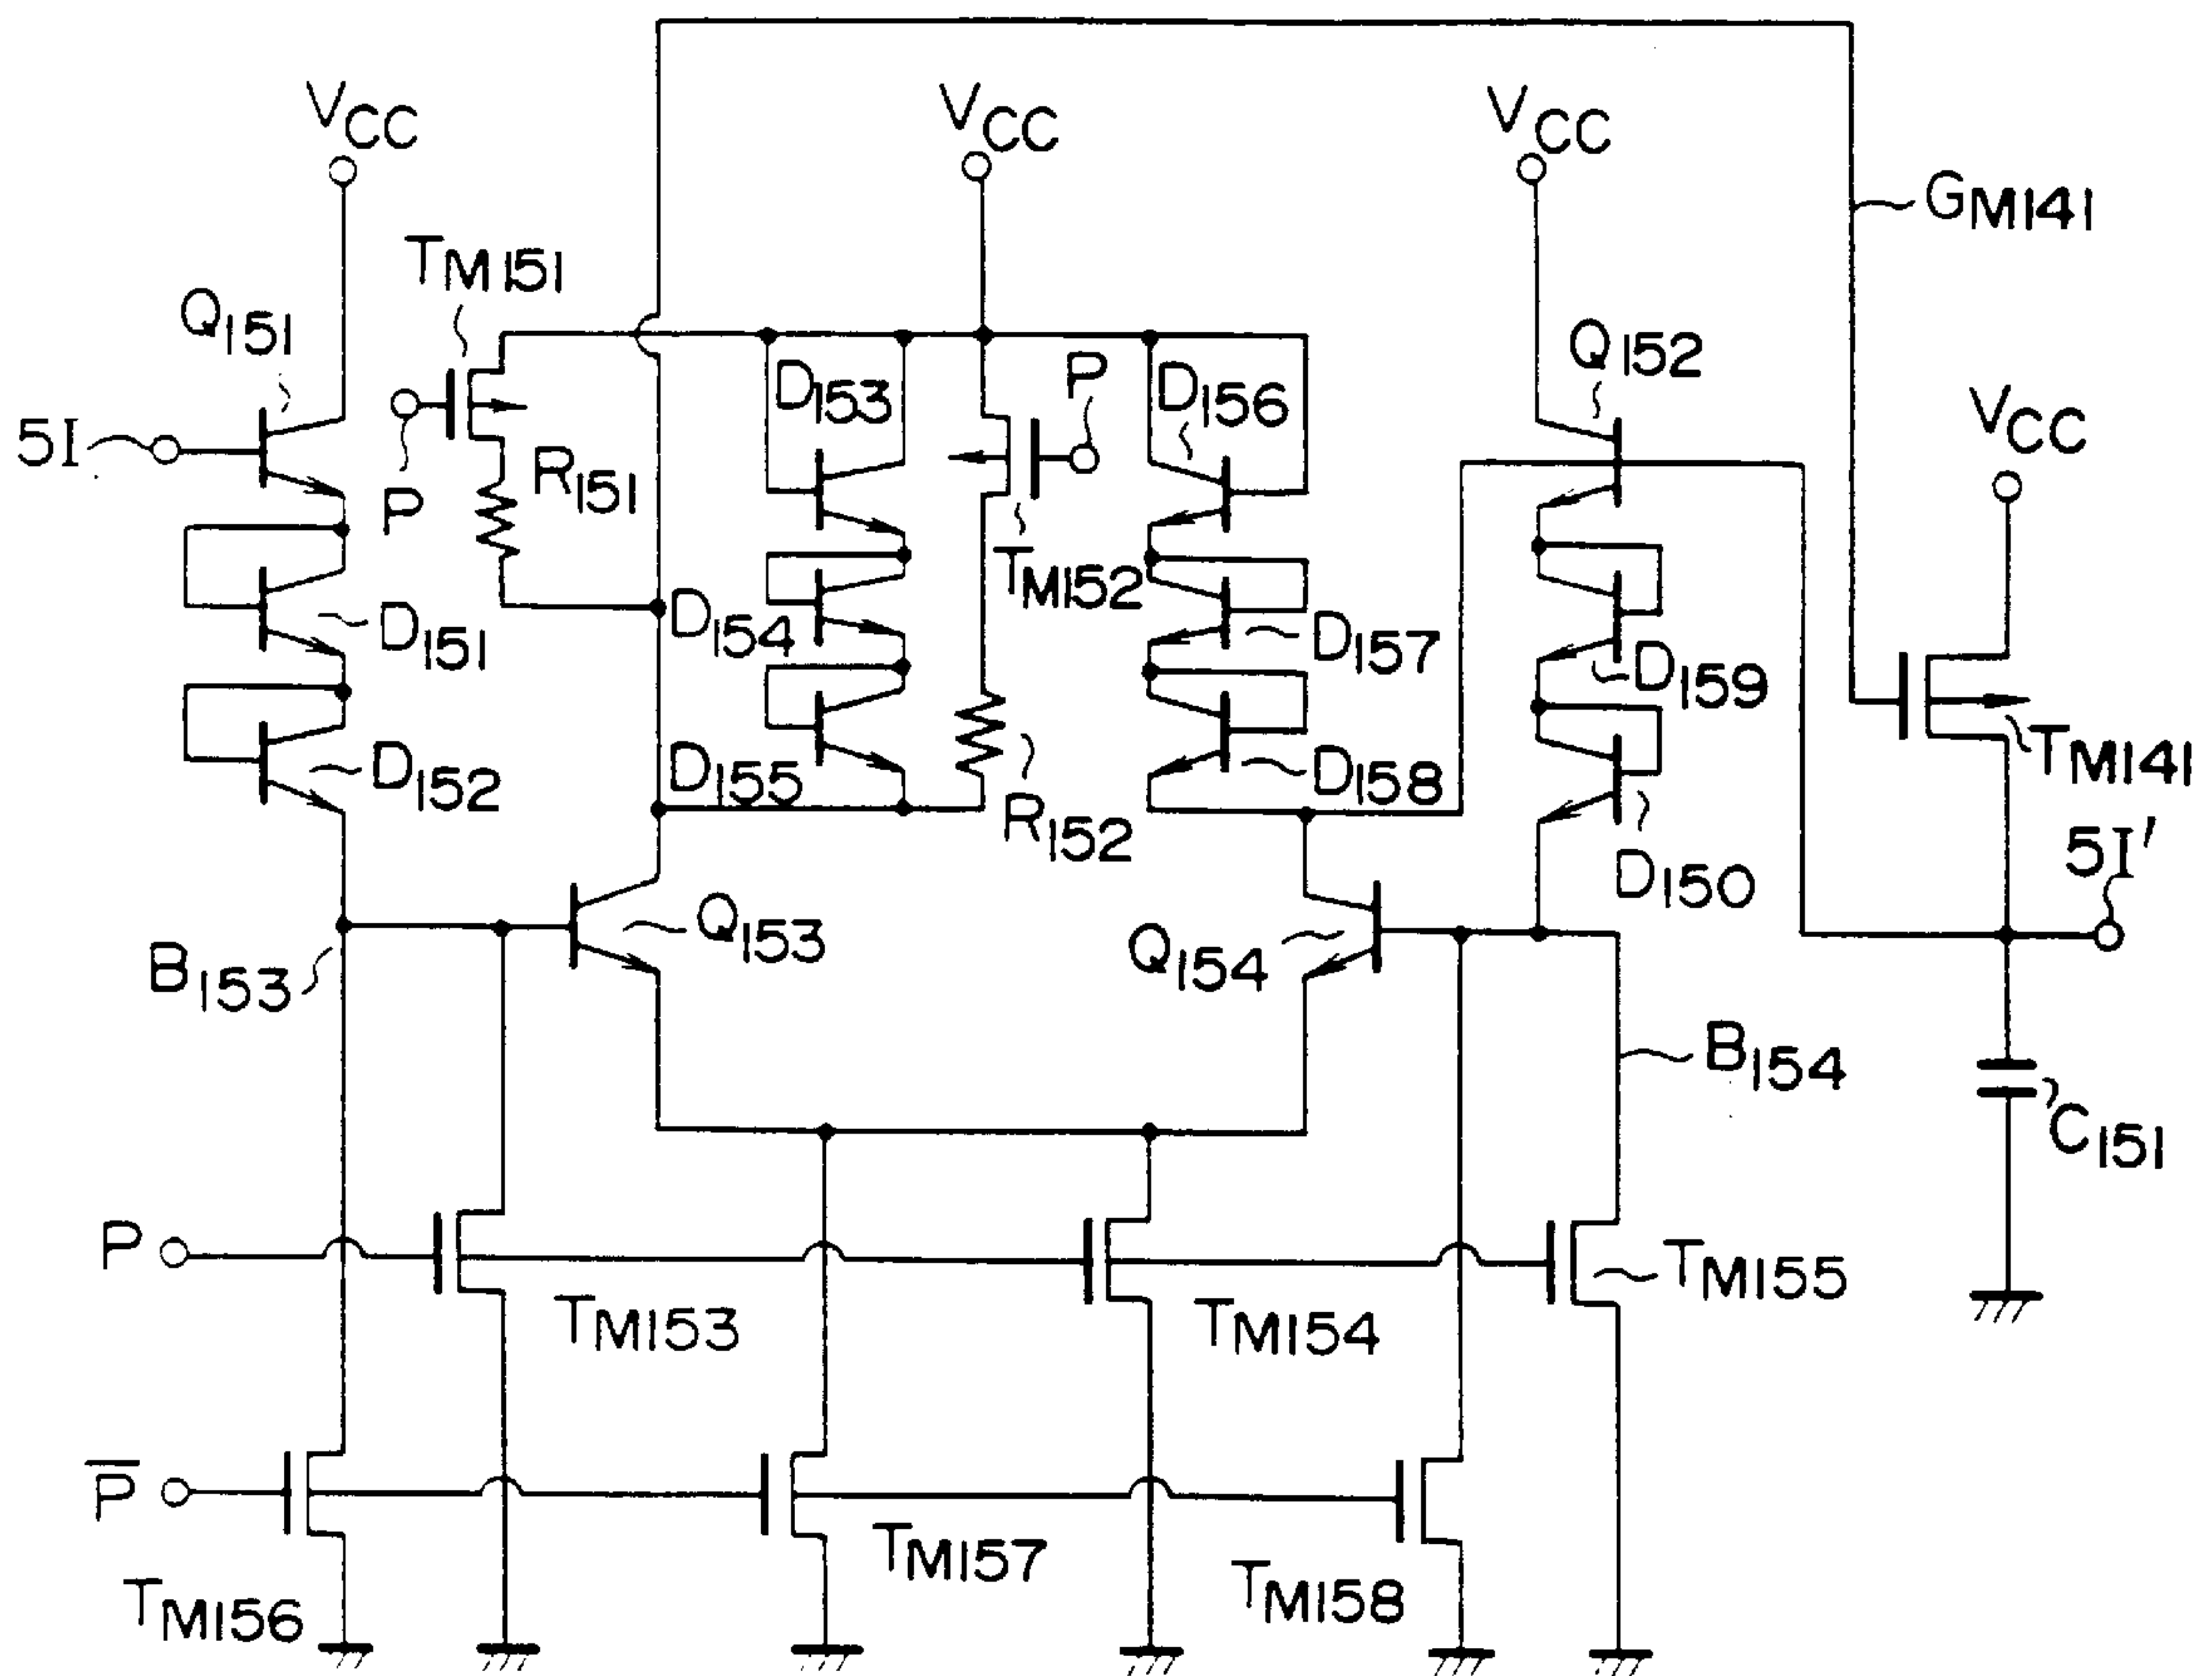 VCC
VCC
VCC
GM141
TM151
Q151
Q152
P
D153
D156
VCC
5I
R151
P
TM152
D154
D157
D151
D159
TM141
D155
D158
D152
R152
5I'
D150
Q153
B153
Q154
B154
C151
P
TM155
TM153
TM154
P̅
TM157
TM158
TM156